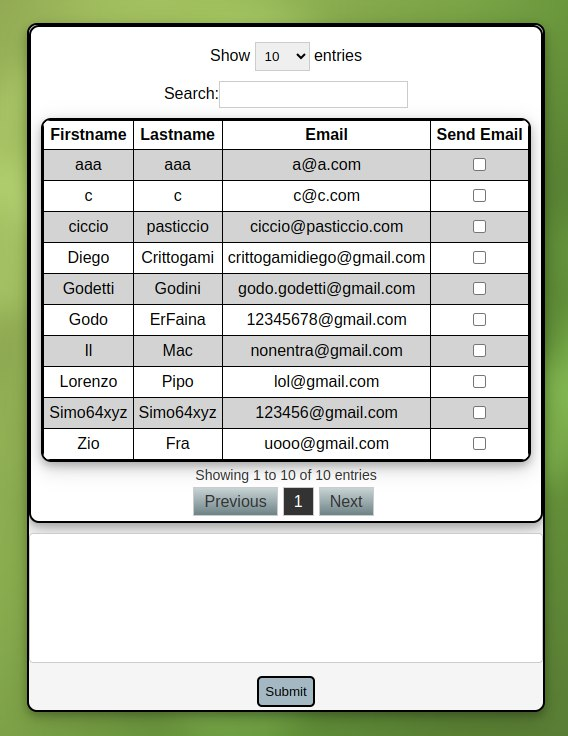 Show 10 entries
Search:
Firstname Lastname Email Send Email
aaa aaa a@a.com
c c c@c.com
ciccio pasticcio ciccio@pasticcio.com
Diego Crittogami crittogamidiego@gmail.com
Godetti Godini godo.godetti@gmail.com
Godo ErFaina 12345678@gmail.com
Il Mac nonentra@gmail.com
Lorenzo Pipo lol@gmail.com
Simo64xyz Simo64xyz 123456@gmail.com
Zio Fra uooo@gmail.com
Showing 1 to 10 of 10 entries
Previous 1 Next
Submit